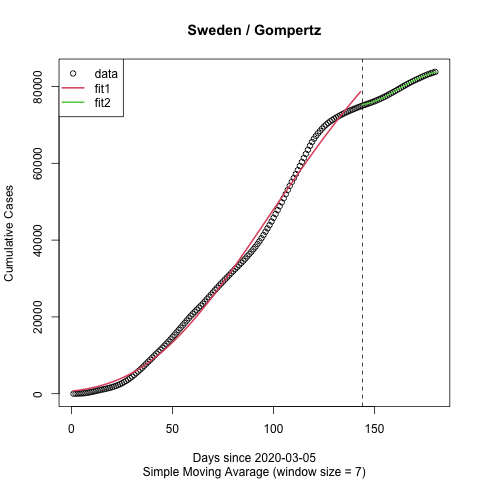 Sweden / Gompertz
data
fit1
fit2
Cumulative Cases
0
20000
40000
60000
80000
0
50
100
150
Days since 2020-03-05
Simple Moving Avarage (window size = 7)